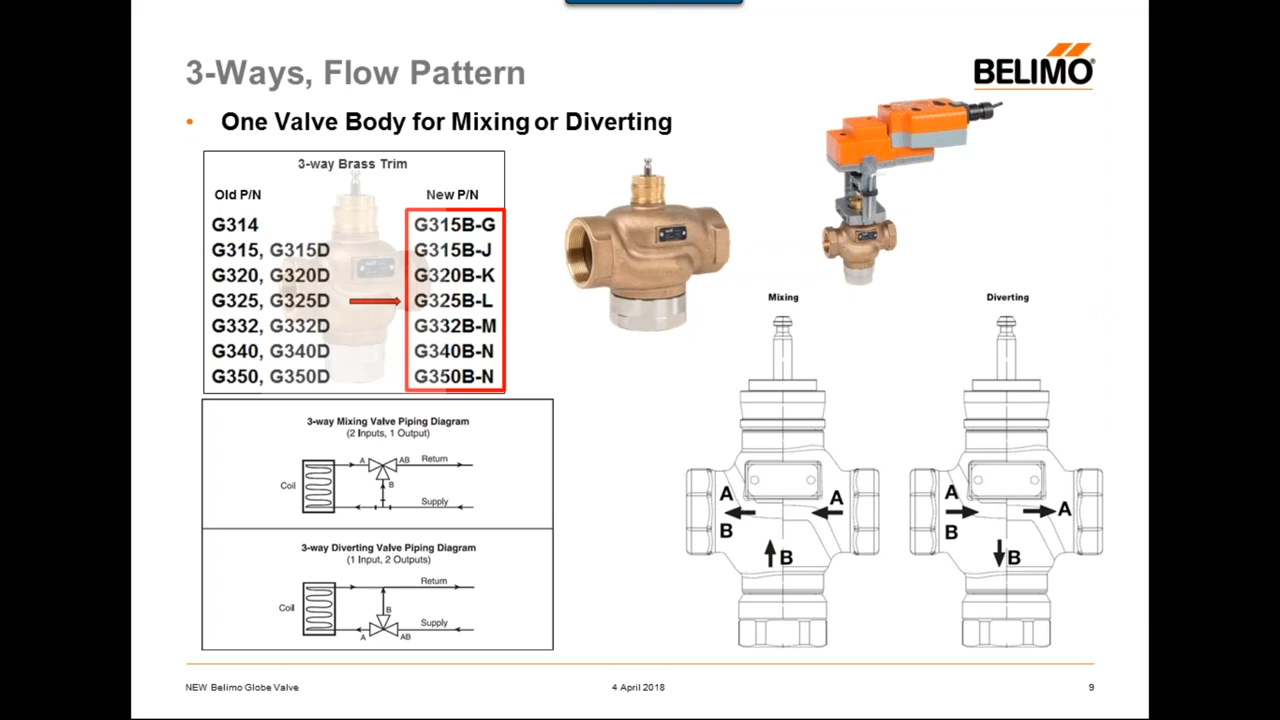 3-Ways, Flow Pattern
BELIMO
• One Valve Body for Mixing or Diverting
3-way Brass Trim
Old P/N New P/N
G314 G315B-G
G315, G315D G315B-J
G320, G320D G320B-K
G325, G325D G325B-L
G332, G332D G332B-M
G340, G340D G340B-N
G350, G350D G350B-N
3-way Mixing Valve Piping Diagram
(2 Inputs, 1 Output)
A AB Return
Coil
B
Supply
3-way Diverting Valve Piping Diagram
(1 Input, 2 Outputs)
Return
Coil
B
Supply
A AB
Mixing
A A
B
B
Diverting
A A
B
B
NEW Belimo Globe Valve 4 April 2018 9